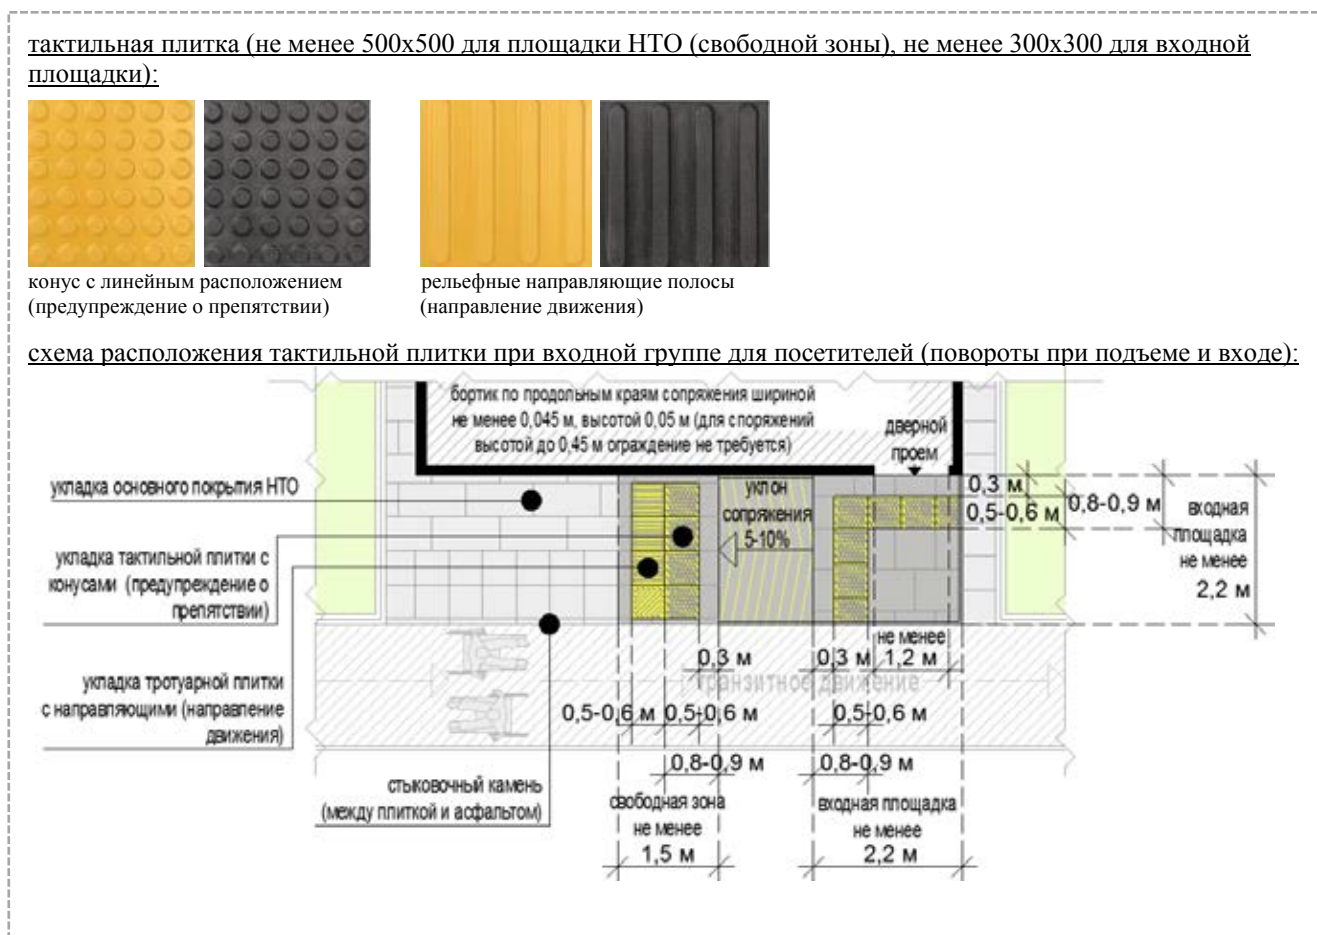 тактильная плитка (не менее 500x500 для площадки НТО (свободной зоны), не менее 300x300 для входной
площадки):
конус с линейным расположением
(предупреждение о препятствии)
рельефные направляющие полосы
(направление движения)
схема расположения тактильной плитки при входной группе для посетителей (повороты при подъеме и входе):
бортик по продольным краям сопряжения шириной
не менее 0,045 м, высотой 0,05 м (для споряжений
высотой до 0,45 м ограждение не требуется)
дверной
проем
укладка основного покрытия НТО
уклон
сопряжения
5-10%
0,3 м
0,5-0,6 м
0,8-0,9 м
входная
площадка
не менее
2,2 м
укладка тактильной плитки с
конусами (предупреждение о
препятствии)
укладка тротуарной плитки
с направляющими (направление
движения)
не менее
0,3 м
0,3 м
1,2 м
транзитное движение
0,5-0,6 м
0,5-0,6 м
0,5-0,6 м
0,8-0,9 м
0,8-0,9 м
стыковочный камень
(между плиткой и асфальтом)
свободная зона
не менее
1,5 м
входная площадка
не менее
2,2 м